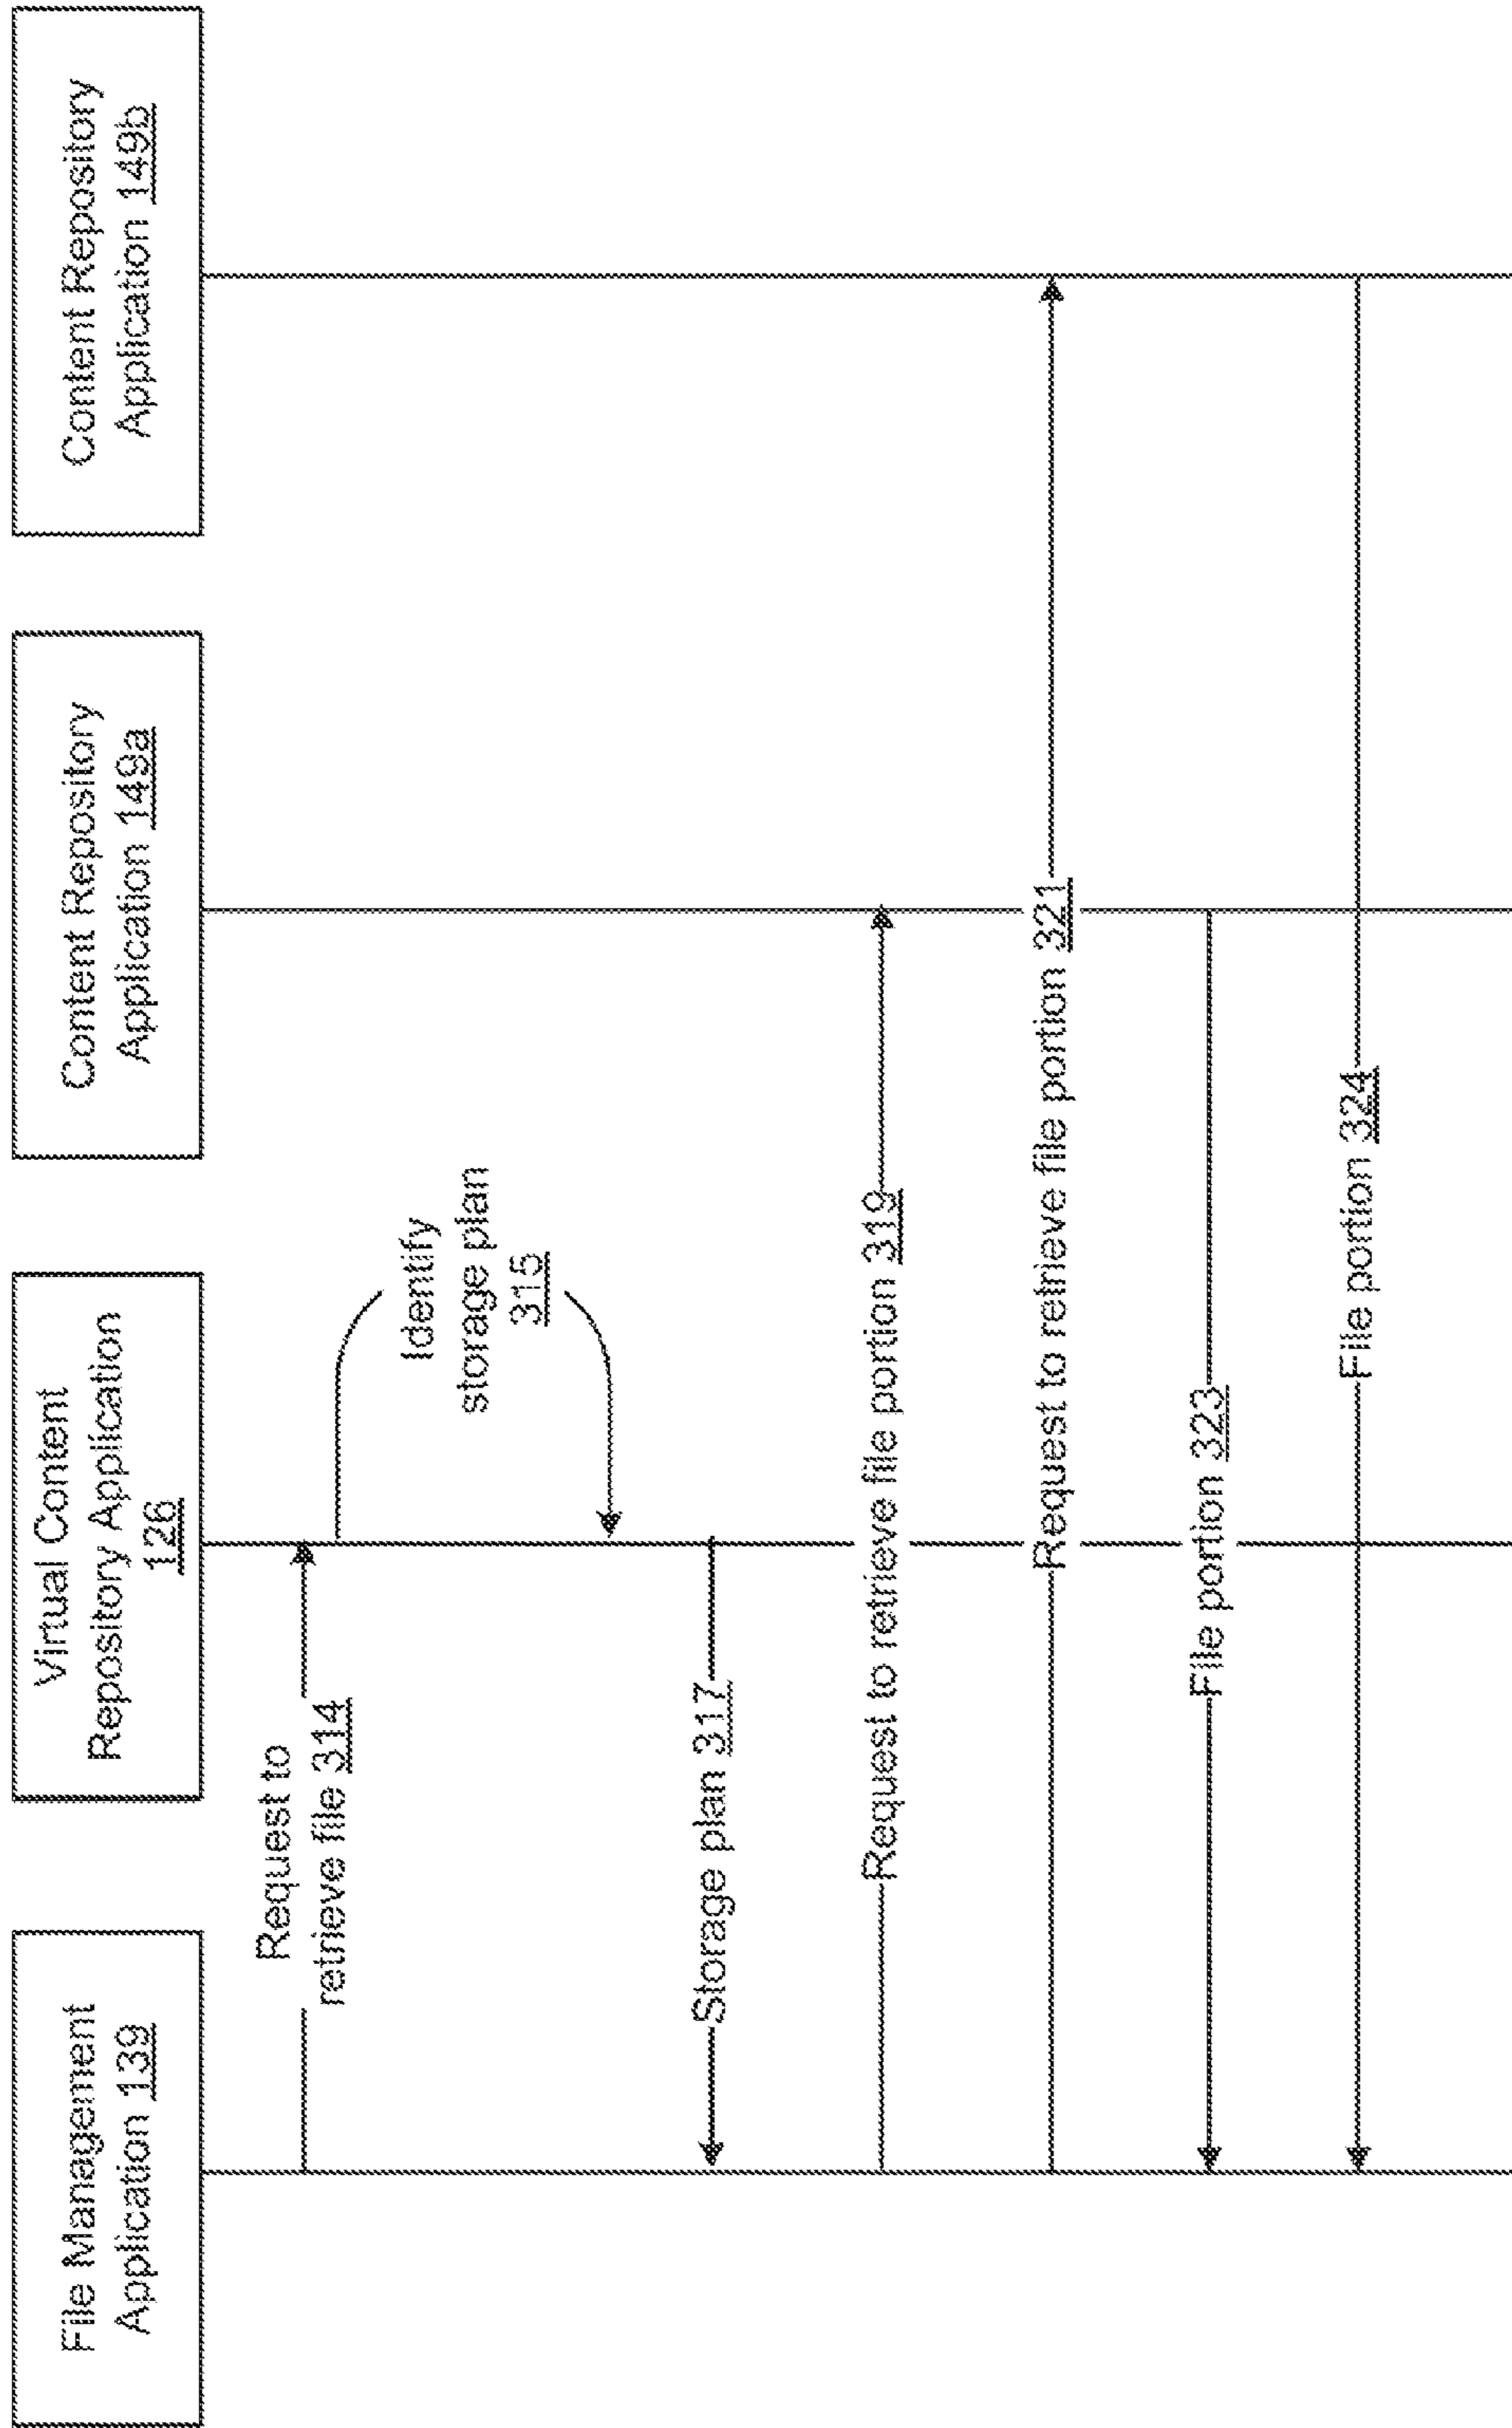 File Management
Application 139
Virtual Content
Repository Application
126
Content Repository
Application 149a
Content Repository
Application 149b
Request to
retrieve file 314
Identify
storage plan
315
Storage plan 317
Request to retrieve file portion 319
Request to retrieve file portion 321
File portion 323
File portion 324